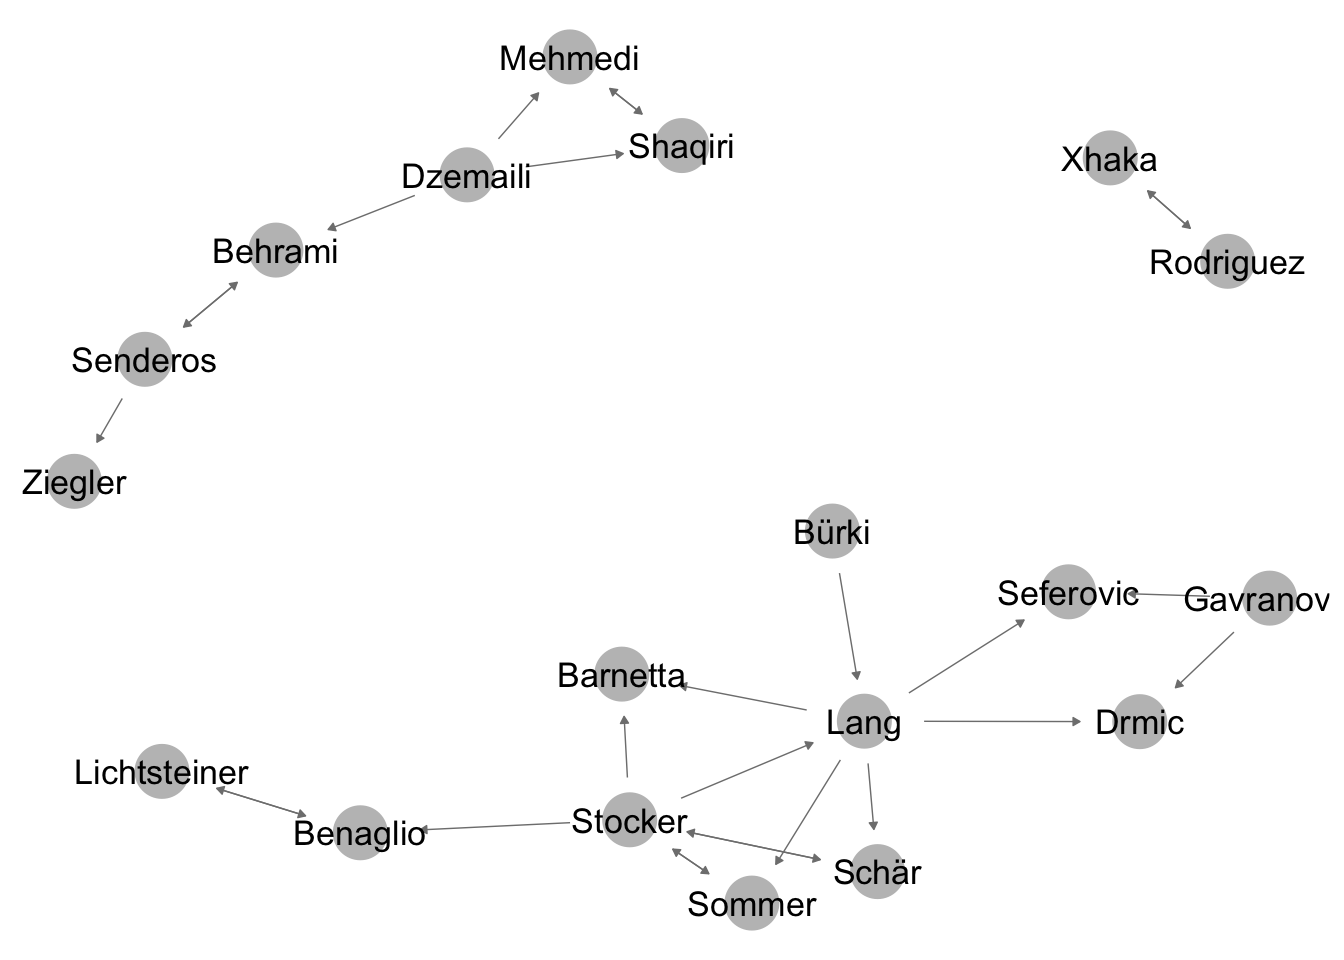 Mehmedi
Shaqiri
Xhaka
Dzemaili
Behrami
Rodriguez
Senderos
Ziegler
Bürki
Seferovic
Gavranov
Barnetta
Lang
Drmic
Lichtsteiner
Benaglio
Stocker
Schär
Sommer